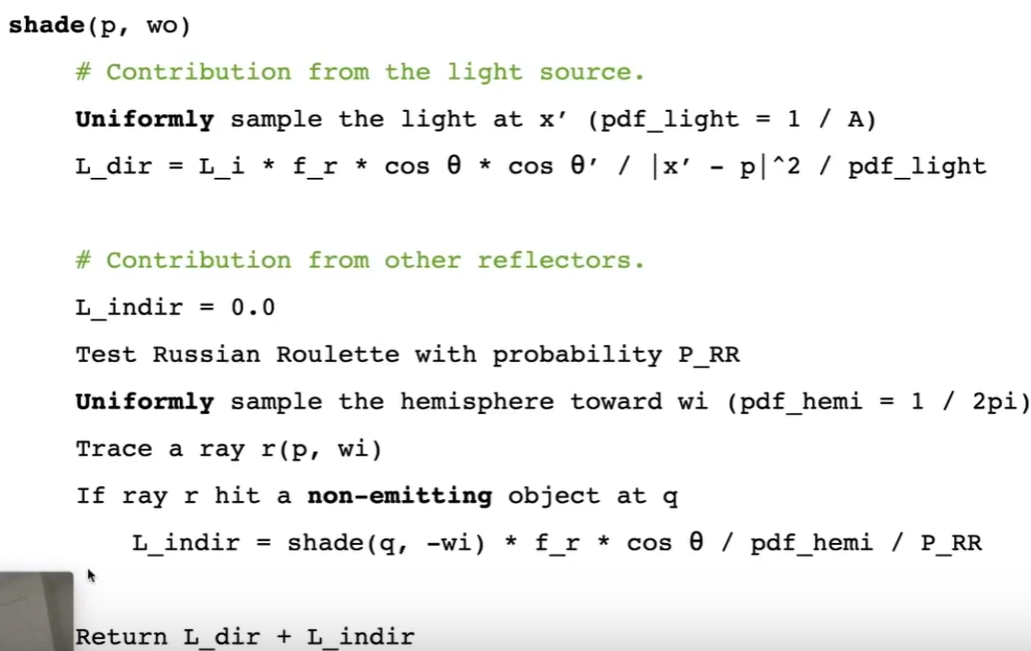 shade(p, wo)
# Contribution from the light source.
Uniformly sample the light at x′ (pdf_light = 1 / A)
L_dir = L_i * f_r * cos θ * cos θ′ / |x′ - p|^2 / pdf_light
# Contribution from other reflectors.
L_indir = 0.0
Test Russian Roulette with probability P_RR
Uniformly sample the hemisphere toward wi (pdf_hemi = 1 / 2pi)
Trace a ray r(p, wi)
If ray r hit a non-emitting object at q
L_indir = shade(q, -wi) * f_r * cos θ / pdf_hemi / P_RR
Return L_dir + L_indir